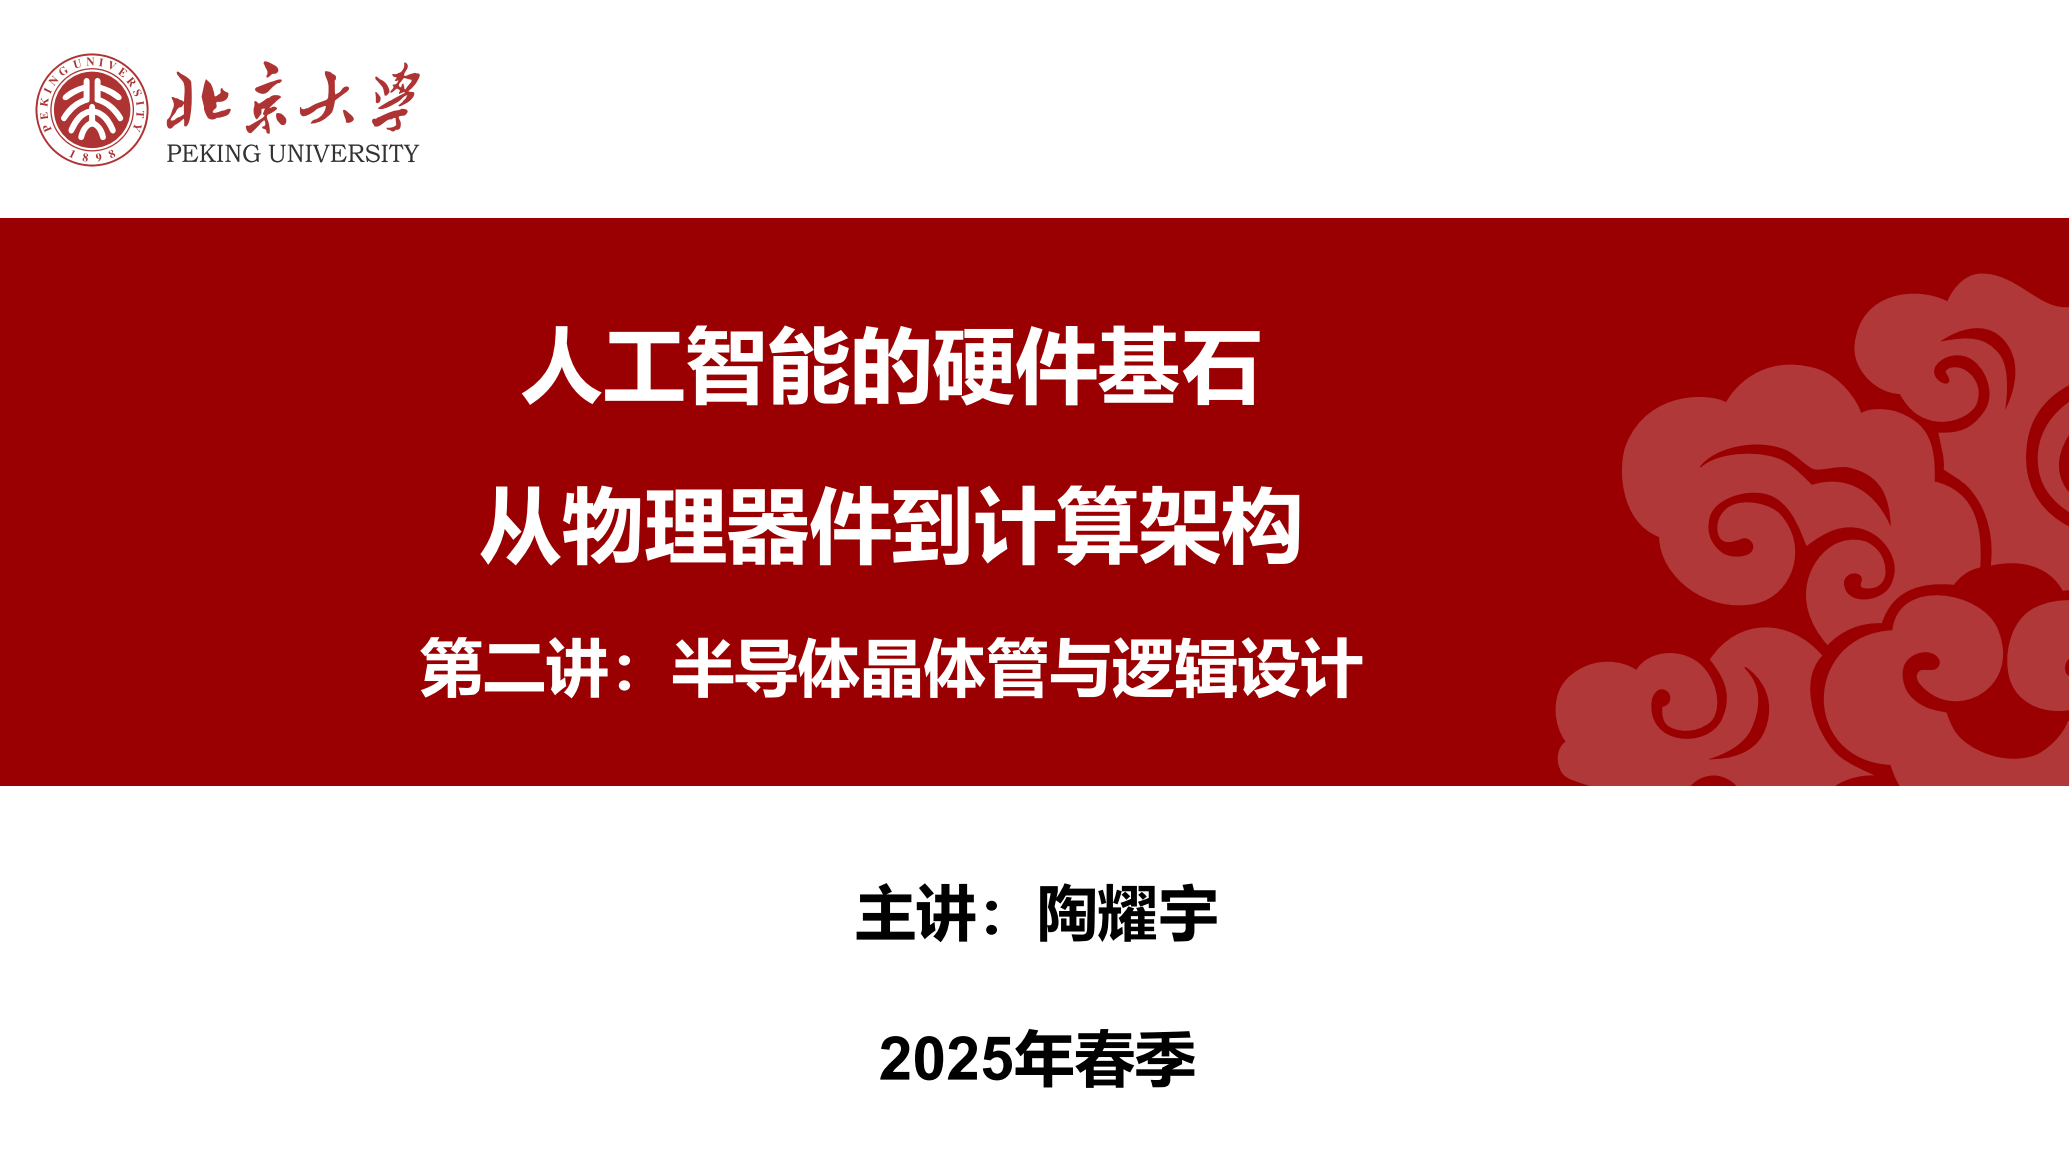 PEKING UNIVERSITY
1898
北京大学
PEKING UNIVERSITY
人工智能的硬件基石
从物理器件到计算架构
第二讲：半导体晶体管与逻辑设计
主讲：陶耀宇
2025年春季